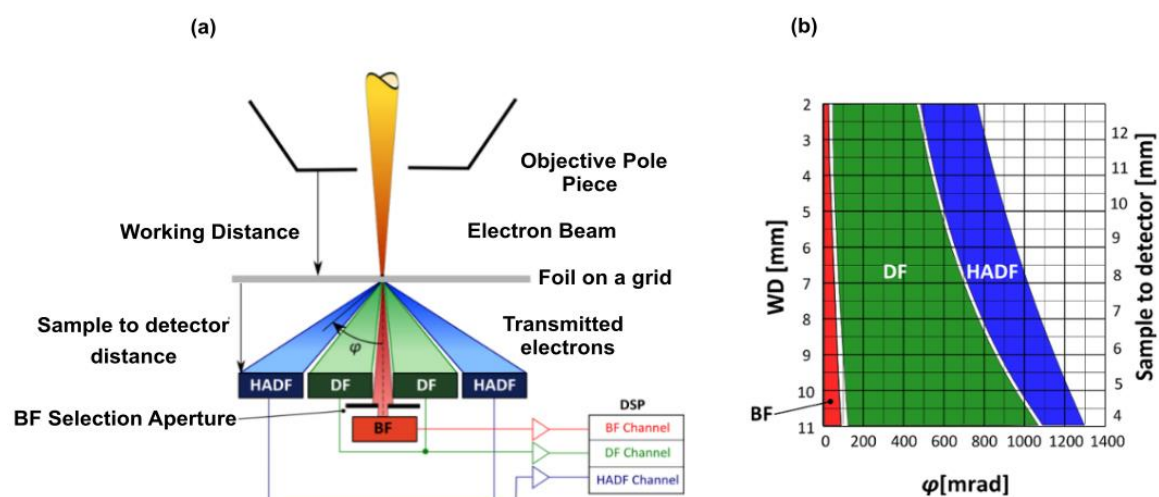 (a)
Objective Pole
Piece
Working Distance
Electron Beam
Foil on a grid
Sample to detector
distance
Transmitted
electrons
φ
HADF
DF
DF
HADF
BF Selection Aperture
BF
DSP
BF Channel
DF Channel
HADF Channel
(b)
WD [mm]
2
3
4
5
6
7
8
9
10
11
DF
HADF
BF
12
11
10
9
8
7
6
5
4
Sample to detector [mm]
0 200 400 600 800 1000 1200 1400
φ[mrad]